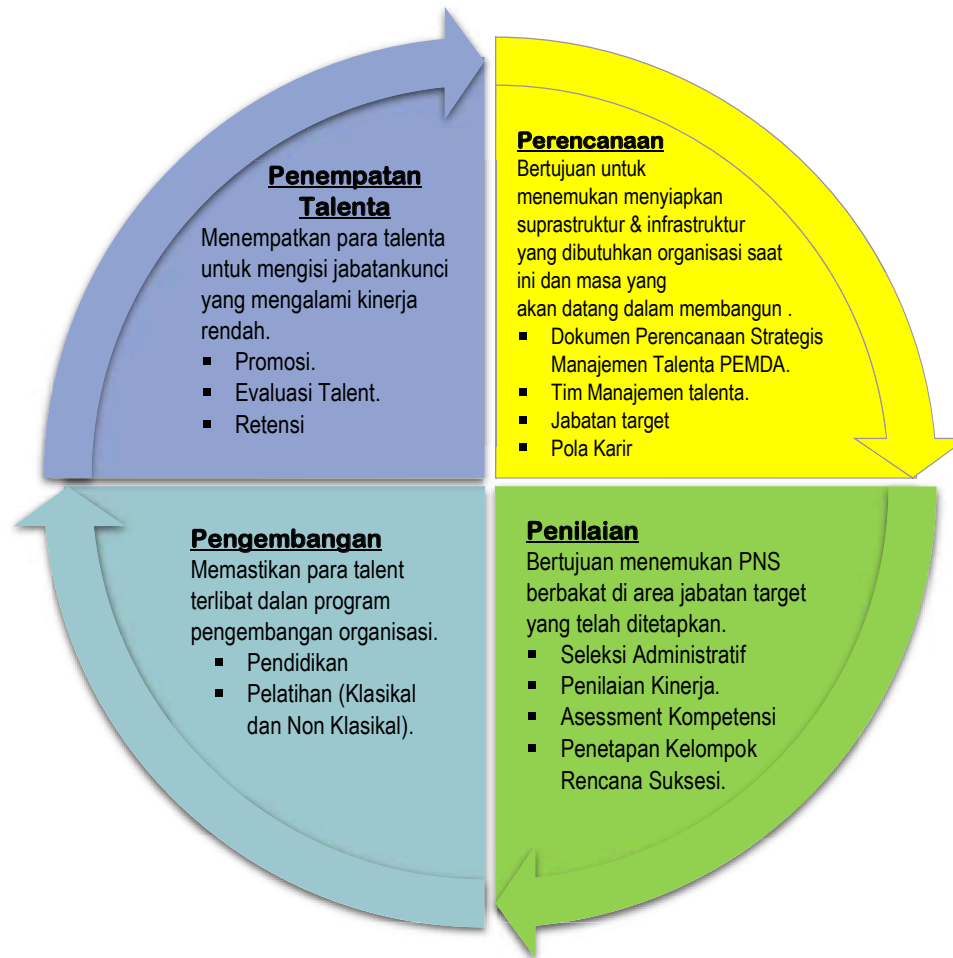 Penempatan
Talenta
Menempatkan para talenta
untuk mengisi jabatankunci
yang mengalami kinerja
rendah.
▪ Promosi.
▪ Evaluasi Talent.
▪ Retensi
Perencanaan
Bertujuan untuk
menemukan menyiapkan
suprastruktur & infrastruktur
yang dibutuhkan organisasi saat
ini dan masa yang
akan datang dalam membangun .
▪ Dokumen Perencanaan Strategis
Manajemen Talenta PEMDA.
▪ Tim Manajemen talenta.
▪ Jabatan target
▪ Pola Karir
Pengembangan
Memastikan para talent
terlibat dalan program
pengembangan organisasi.
▪ Pendidikan
▪ Pelatihan (Klasikal
dan Non Klasikal).
Penilaian
Bertujuan menemukan PNS
berbakat di area jabatan target
yang telah ditetapkan.
▪ Seleksi Administratif
▪ Penilaian Kinerja.
▪ Asessment Kompetensi
▪ Penetapan Kelompok
Rencana Suksesi.